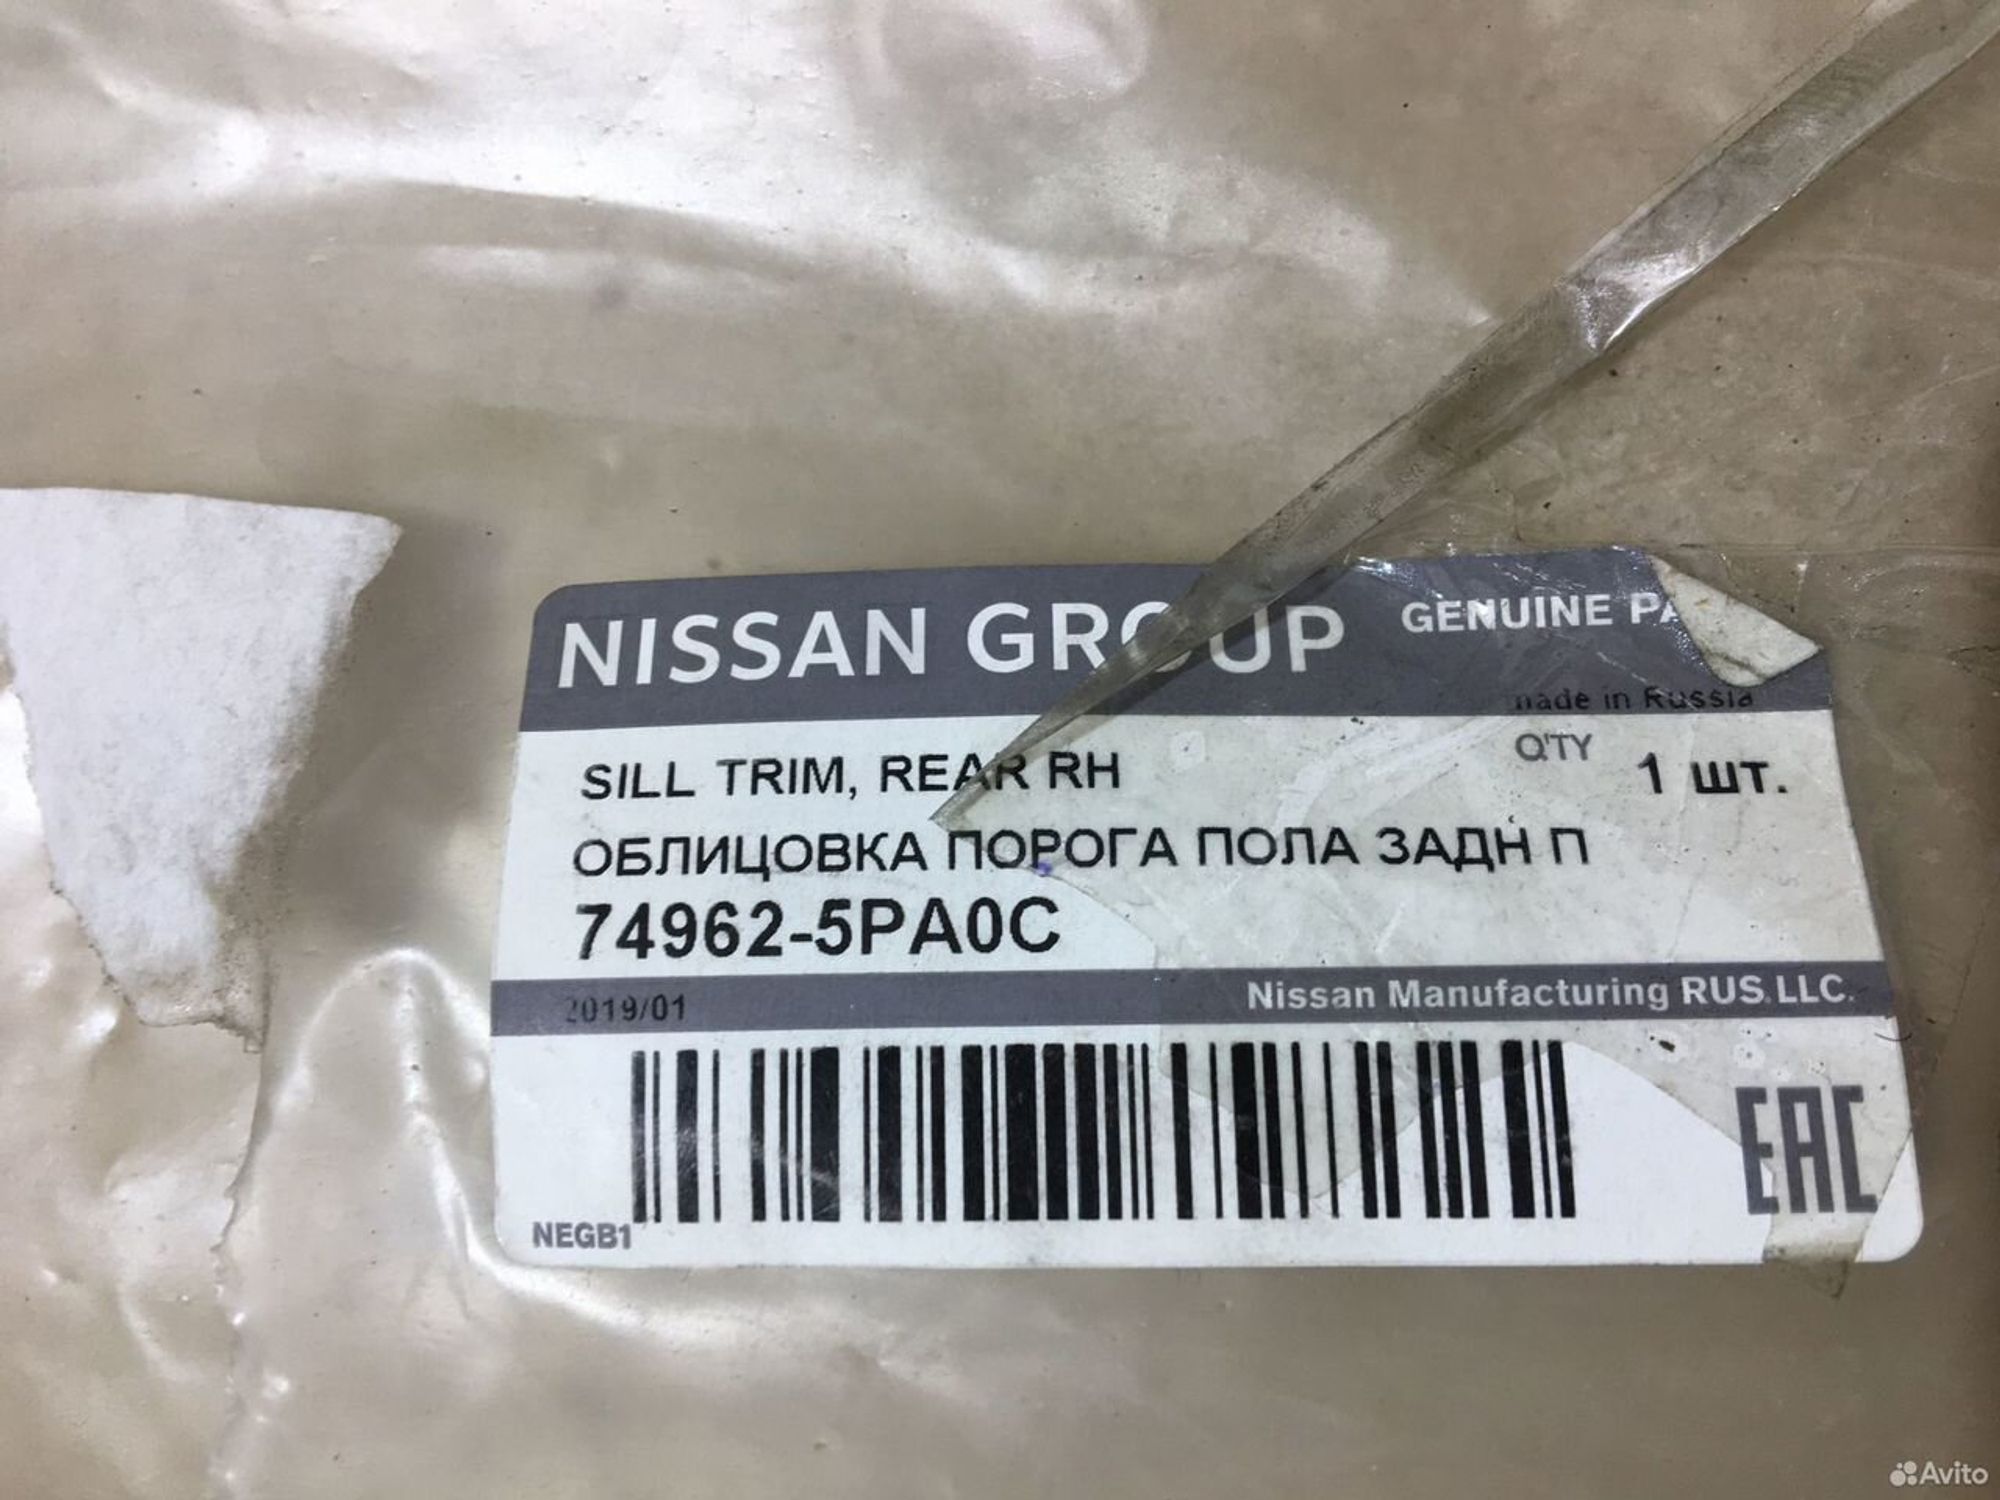 NISSAN GROUP GENUINE
made in Russia
SILL TRIM, REAR RH
Q'TY 1 шт.
ОБЛИЦОВКА ПОРОГА ПОЛА ЗАДН П
74962-5PA0C
2019/01 Nissan Manufacturing RUS.LLC.
NEGB1
EAC
Avito